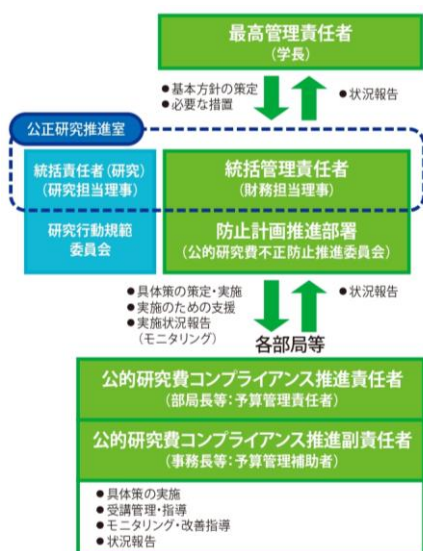 最高管理責任者
(学長)
●基本方針の策定
●必要な措置
●状況報告
公正研究推進室
統括責任者(研究)
(研究担当理事)
統括管理責任者
(財務担当理事)
研究行動規範
委員会
防止計画推進部署
(公的研究費不正防止推進委員会)
●具体策の策定・実施
●実施のための支援
●実施状況報告
(モニタリング)
●状況報告
各部局等
公的研究費コンプライアンス推進責任者
(部局長等:予算管理責任者)
公的研究費コンプライアンス推進副責任者
(事務長等:予算管理補助者)
●具体策の実施
●受講管理・指導
●モニタリング・改善指導
●状況報告